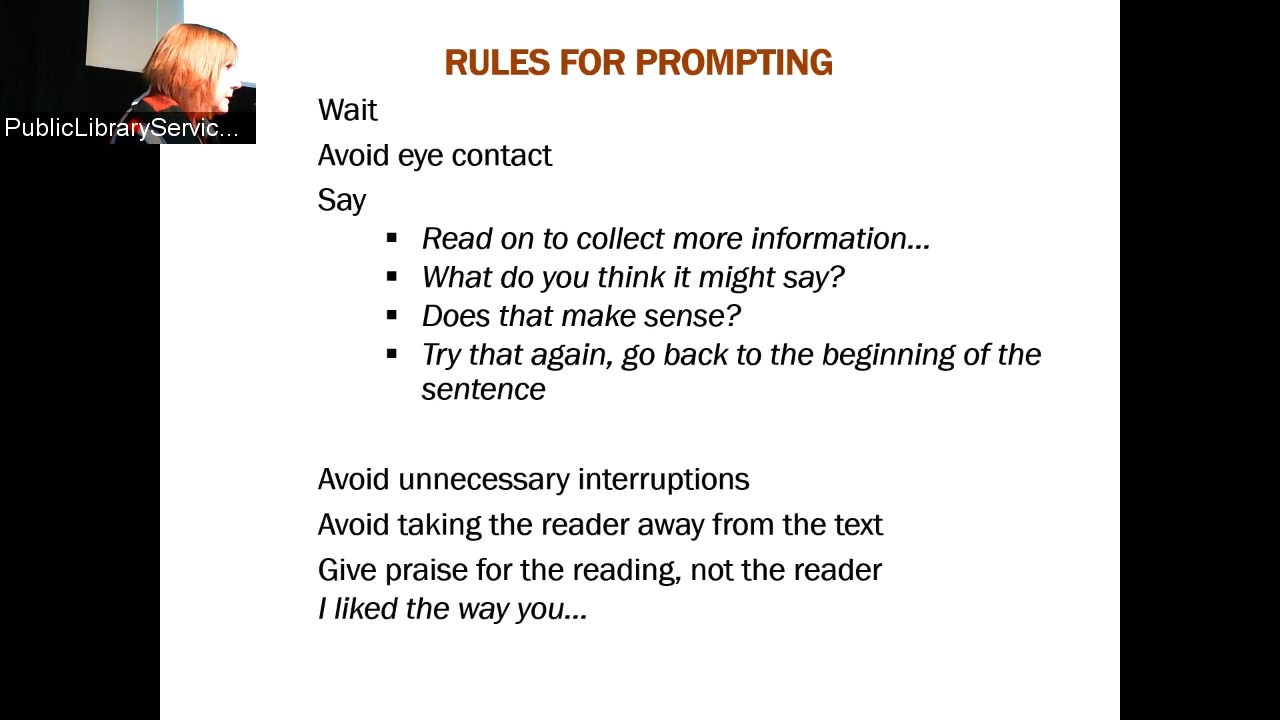 RULES FOR PROMPTING
PublicLibraryServic...
Wait
Avoid eye contact
Say
▪ Read on to collect more information...
▪ What do you think it might say?
▪ Does that make sense?
▪ Try that again, go back to the beginning of the
sentence
Avoid unnecessary interruptions
Avoid taking the reader away from the text
Give praise for the reading, not the reader
I liked the way you...